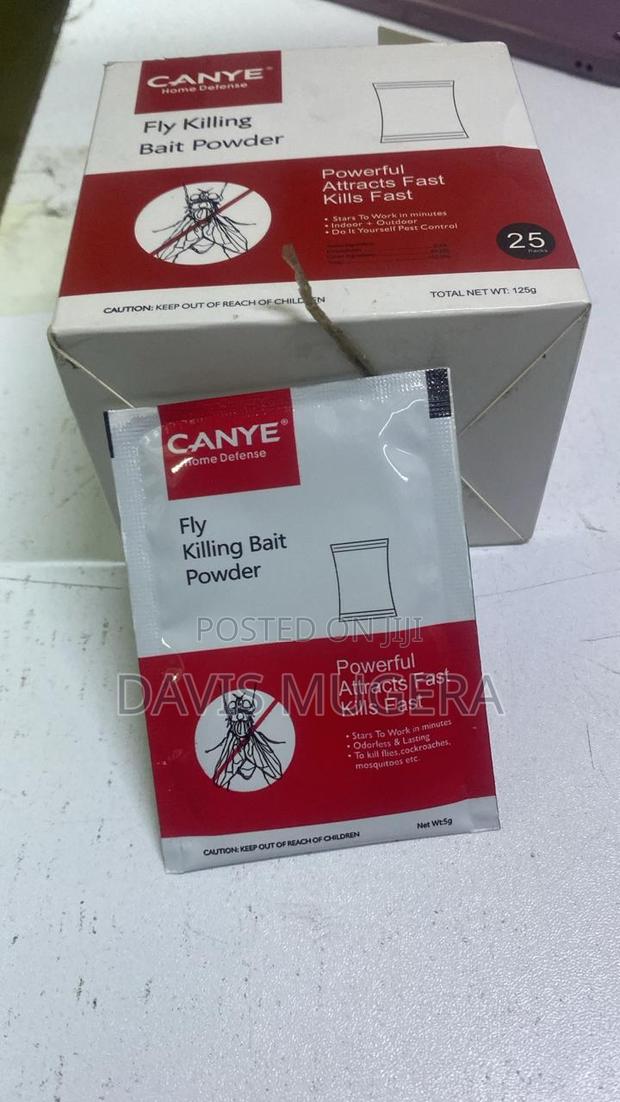 CANYE®
Home Defense
Fly Killing
Bait Powder
Powerful
Attracts Fast
Kills Fast
• Stars To Work in minutes
• Indoor + Outdoor
• Do It Yourself Pest Control
25
Packs
CAUTION: KEEP OUT OF REACH OF CHILDREN
TOTAL NET WT: 125g
CANYE®
Home Defense
Fly
Killing Bait
Powder
POSTED ON JIJI
DAVIS MUGERA
Powerful
Attracts Fast
Kills Fast
• Stars To Work in minutes
• Odorless & Lasting
• To kill flies,cockroaches,
mosquitoes etc.
CAUTION: KEEP OUT OF REACH OF CHILDREN
Net Wt:5g